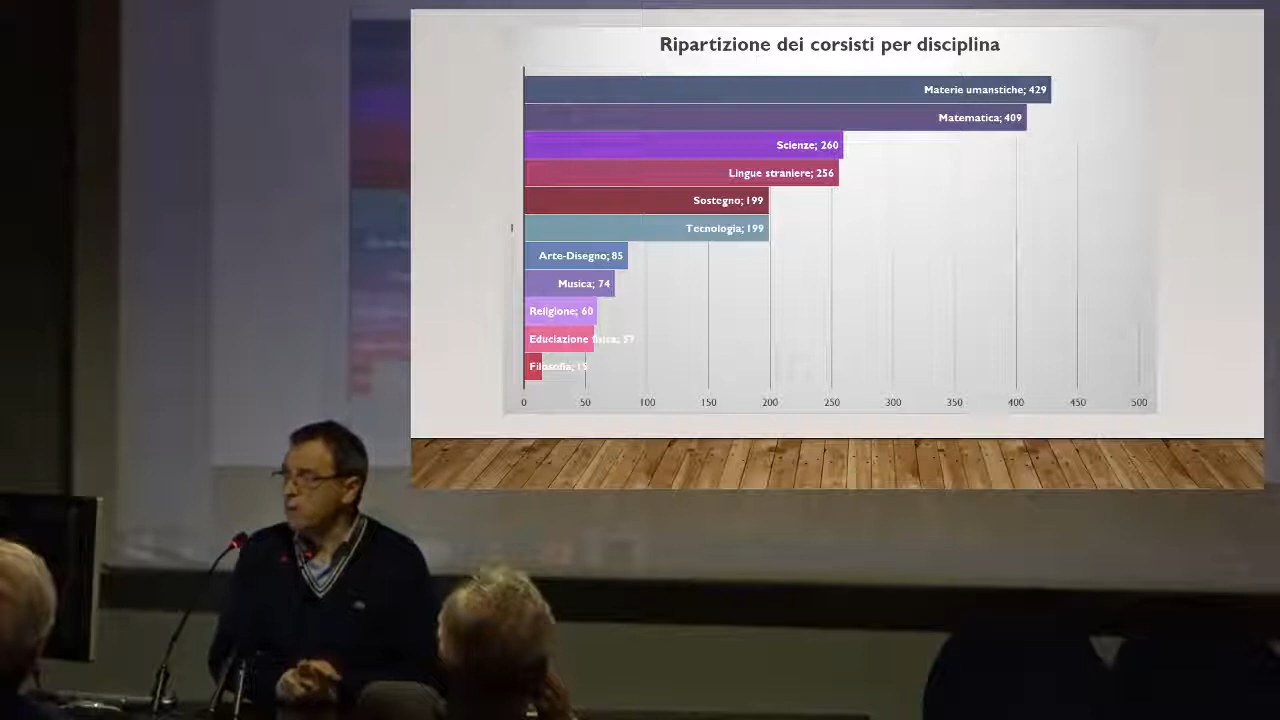 Ripartizione dei corsisti per disciplina
Materie umanstiche; 429
Matematica; 409
Scienze; 260
Lingue straniere; 256
Sostegno; 199
Tecnologia; 199
Arte-Disegno; 85
Musica; 74
Religione; 60
Educiazione fisica; 57
Filosofia; 15
0 50 100 150 200 250 300 350 400 450 500